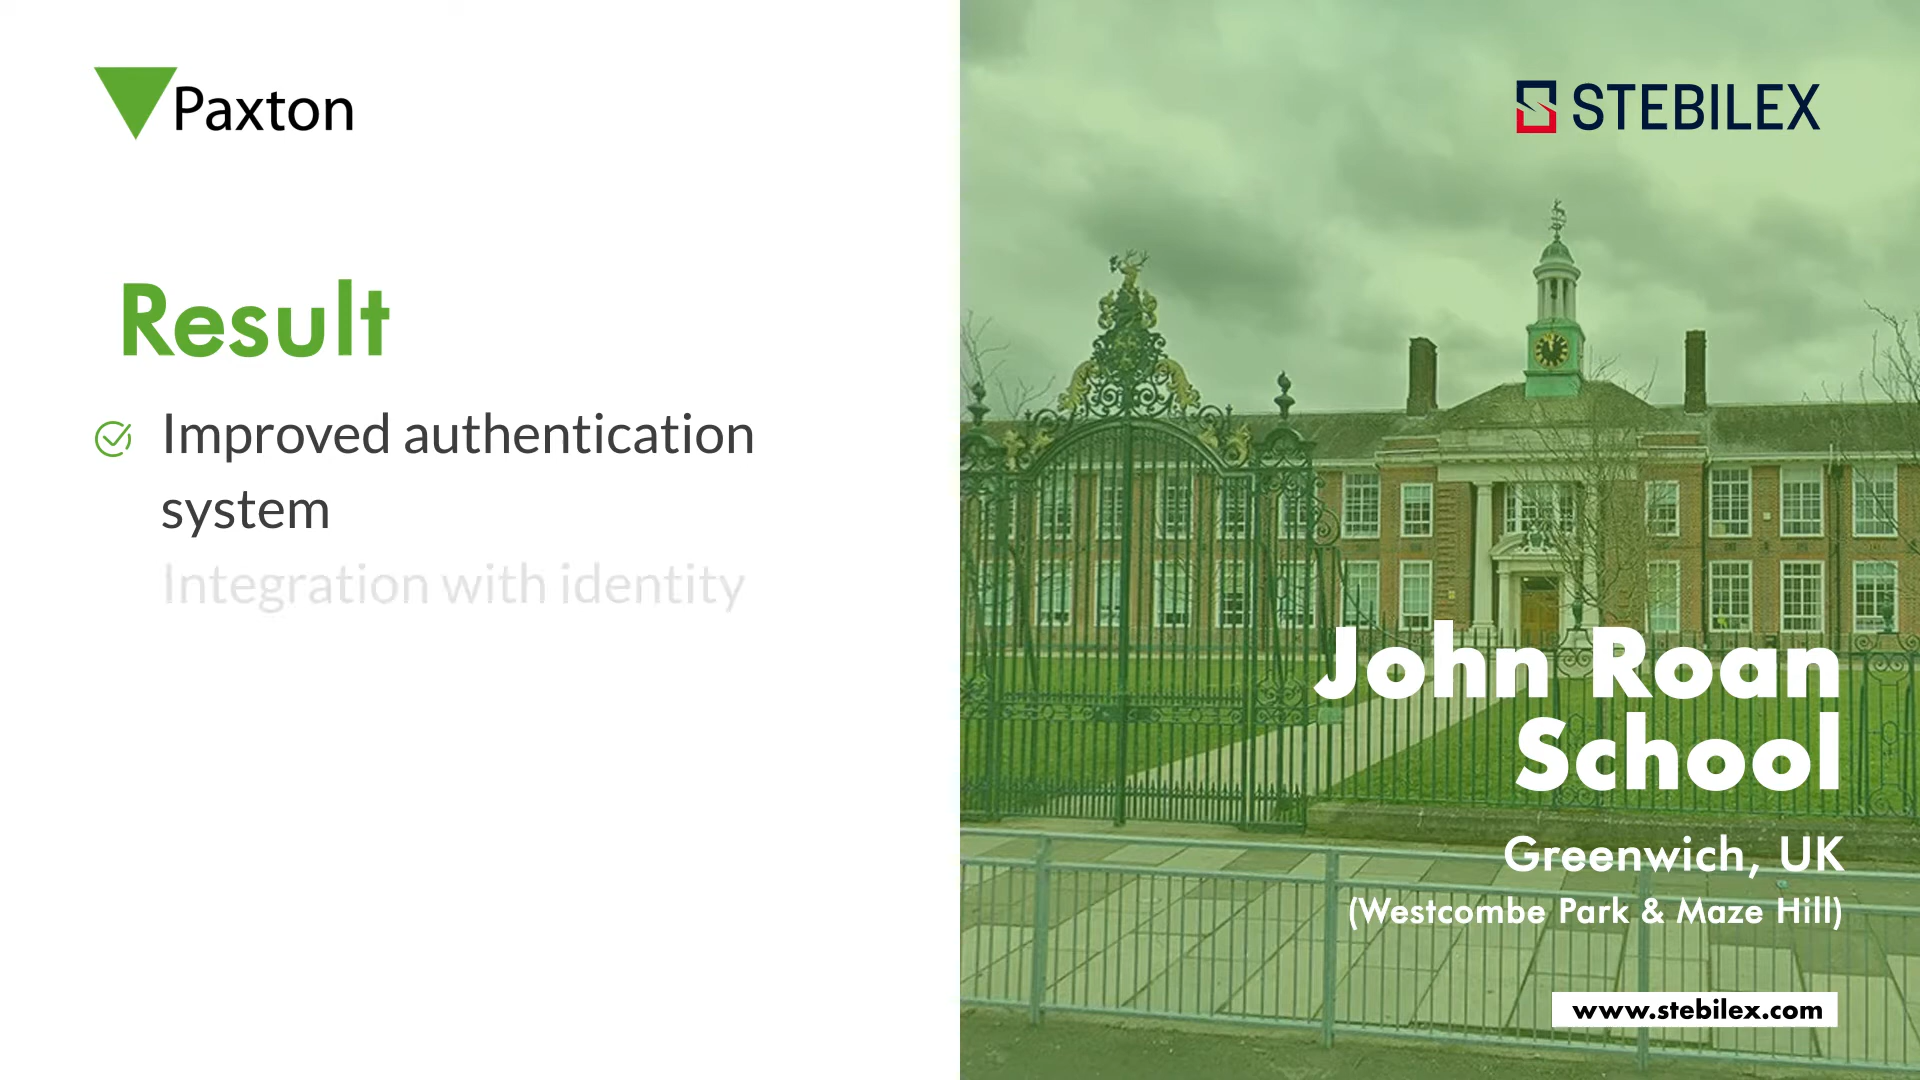 Paxton
Result
Improved authentication
system
Integration with identity
STEBILEX
John Roan
School
Greenwich, UK
(Westcombe Park & Maze Hill)
www.stebilex.com